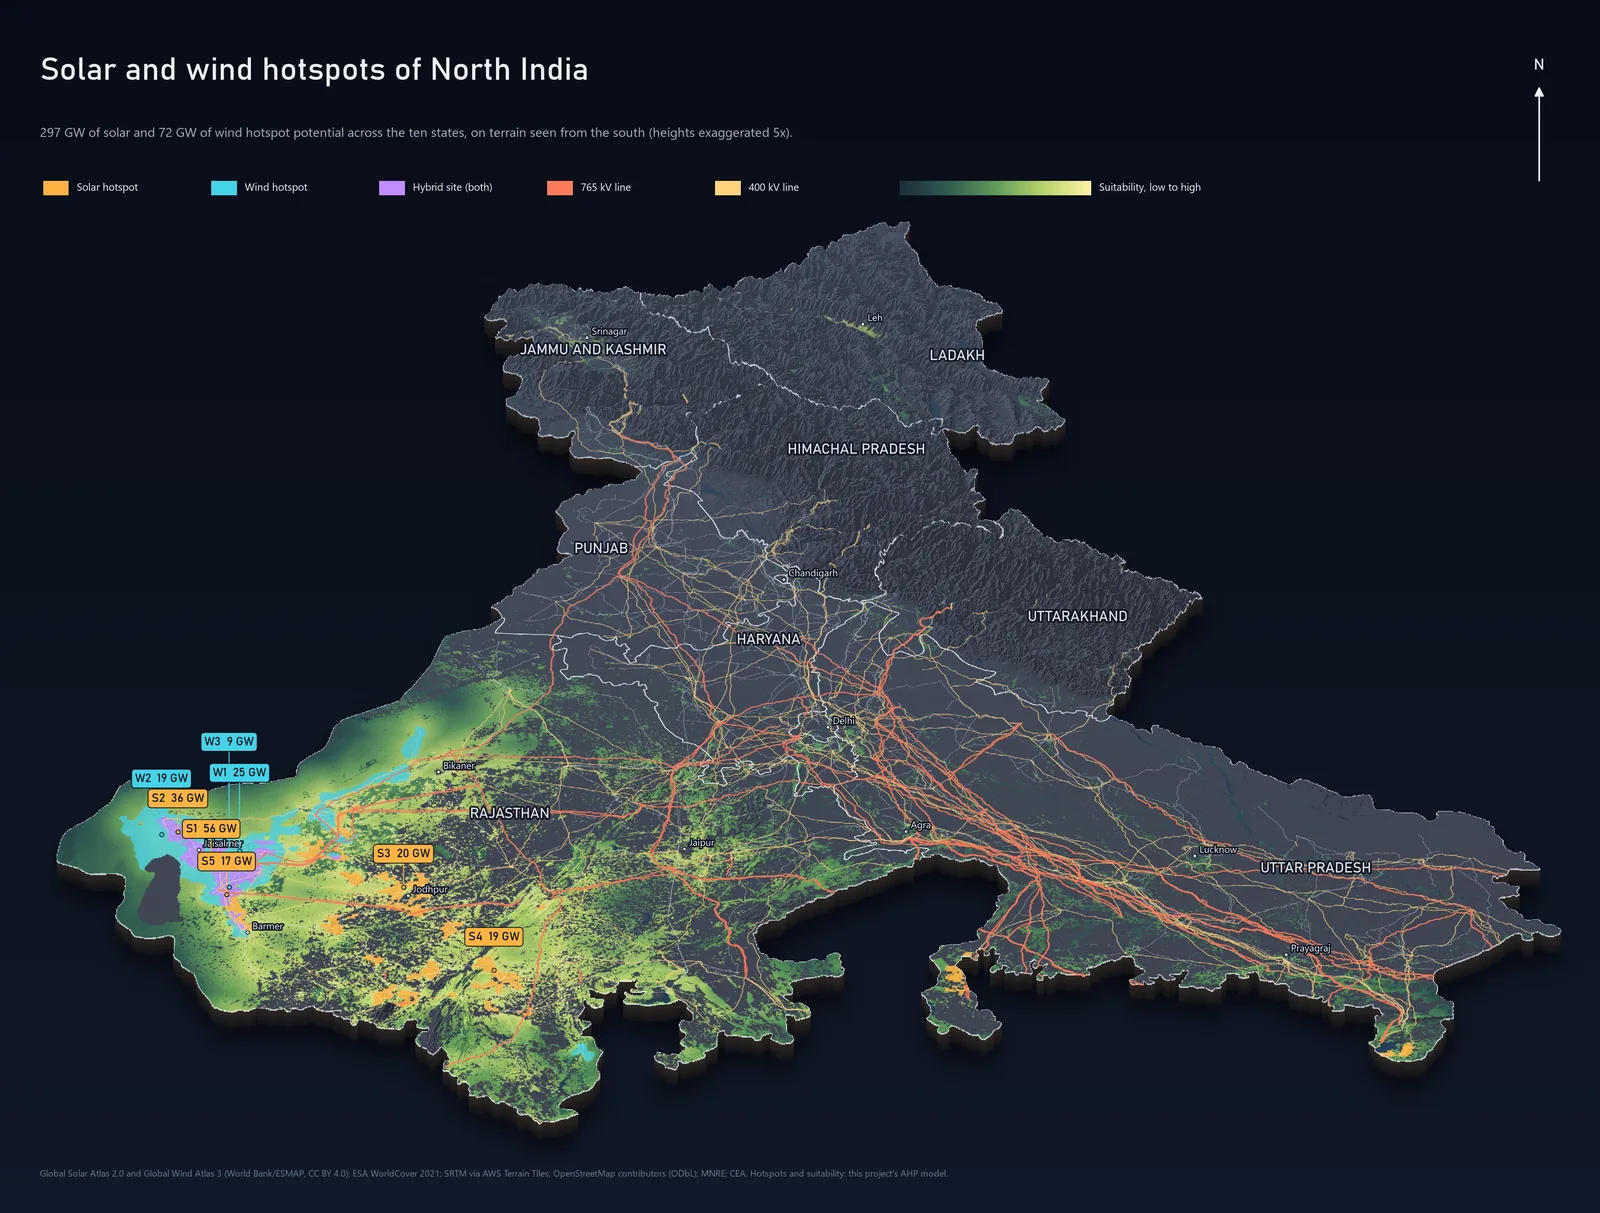 Solar and wind hotspots of North India
N
297 GW of solar and 72 GW of wind hotspot potential across the ten states, on terrain seen from the south (heights exaggerated 5x).
Solar hotspot
Wind hotspot
Hybrid site (both)
765 kV line
400 kV line
Suitability, low to high
Leh
Srinagar
JAMMU AND KASHMIR
LADAKH
HIMACHAL PRADESH
PUNJAB
Chandigarh
UTTARAKHAND
HARYANA
Delhi
W3 9 GW
Bikaner
W1 25 GW
W2 19 GW
S2 36 GW
RAJASTHAN
S1 56 GW
Agra
Jaisalmer
Jaipur
Lucknow
S3 20 GW
S5 17 GW
UTTAR PRADESH
Jodhpur
Barmer
S4 19 GW
Prayagraj
Global Solar Atlas 2.0 and Global Wind Atlas 3 (World Bank/ESMAP, CC BY 4.0); ESA WorldCover 2021; SRTM via AWS Terrain Tiles; OpenStreetMap contributors (ODbL); MNRE; CEA. Hotspots and suitability: this project's AHP model.